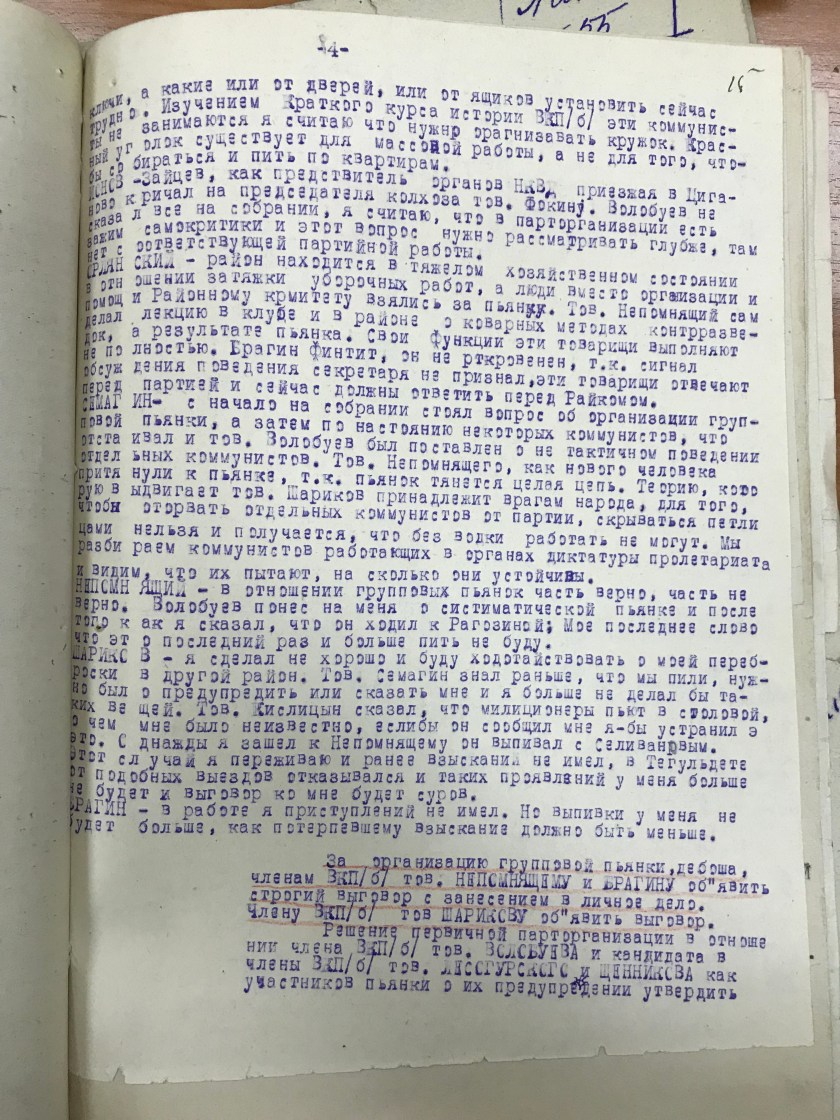 -4-
15
ключи, а какие или от дверей, или от ящиков установить сейчас
трудно. Изучением Краткого курса истории ВКП/б/ эти коммунис-
ты не занимаются я считаю что нужно орагнизавать кружок. Крас-
ный уголок существует для массовой работы, а не для того, что-
бы собираться и пить по квартирам.
ИОНОВ -Зайцев, как предствитель органов НКВД приезжая в Цига-
ново кричал на председателя колхоза тов. Фокину. Волобуев не
сказал все на собрании, я считаю, что в парторганизации есть
зажим самокритики и этот вопрос нужно рассматривать глубже, там
нет соответствующей партийной работы.
ОРЛЯНСКИЙ - район находится в тяжелом хозяйственном состоянии
в отношении затяжки уборочных работ, а люди вместо организации и
помощи Районному крмитету взялись за пьянку. Тов. Непомнящий сам
делал лекцию в клубе и в районе о коварных методах контрразве-
док, а результате пьянка. Свои функции эти товарищи выполняют
не полностью. Брагин финтит, он не рткровенен, т.к. сигнал
обсуждения поведения секретаря не признал,эти товарищи отвечают
перед партией и сейчас должны ответить перед Райкомом.
СИМАГИН- с начало на собрании стоял вопрос об организации груп-
повой пьянки, а затем по настоянию некоторых коммунистов, что
отстаивал и тов. Волобуев был поставлен о не тактичном поведении
отдельных коммунистов. Тов. Непомнящего, как нового человека
притянули к пьянке, т.к. пьянок тянется целая цепь. Теорию, кото
рую выдвигает тов. Шариков принадлежит врагам народа, для того,
чтобы оторвать отдельных коммунистов от партии, скрываться петли
цами нельзя и получается, что без водки работать не могут. Мы
разбираем коммунистов работающих в органах диктатуры пролетариата
и видим, что их пытают, на сколько они устойчивы.
НЕПОМНЯЩИЙ - в отношении групповых пьянок часть верно, часть не
верно. Волобуев понес на меня о систиматической пьянке и после
того как я сказал, что он ходил к Рагозиной; Мое последнее слово
что это последний раз и больше пить не буду.
ШАРИКОВ - я сделал не хорошо и буду ходотайствовать о моей переб-
роски в другой район. Тов. Семагин знал раньше, что мы пили, нуж-
но было предупредить или сказать мне и я больше не делал бы та-
ких вещей. Тов. Кислицын сказал, что милиционеры пьют в столовой,
о чем мне было неизвестно, еслибы он сообщил мне я-бы устранил э
это. Однажды я зашел к Непомнящему он выпивал с Селивановым.
Этот случай я переживаю и ранее взыскании не имел, в Тегульдете
от подобных выездов отказывался и таких проявлений у меня больше
не будет и выговор ко мне будет суров.
БРАГИН - в работе я приступлений не имел. Но выпивки у меня не
будет больше, как потерпевшему взыскание должно быть меньше.
За организацию групповой пьянки,дебоша,
членам ВКП/б/ тов. НЕПОМНЯЩЕМУ и БРАГИНУ об"явить
строгий выговор с занесением в личное дело.
Члену ВКП/б/ тов ШАРИКОВУ об"явить выговор.
Решение первичной парторганизации в отноше
нии члена ВКП/б/ тов. ВОЛОБУЕВА и кандидата в
члены ВКП/б/ тов. ЛЕСОГУРСКОГО и ЩЕННИКОВА как
участников пьянки о их предупредении утвердить